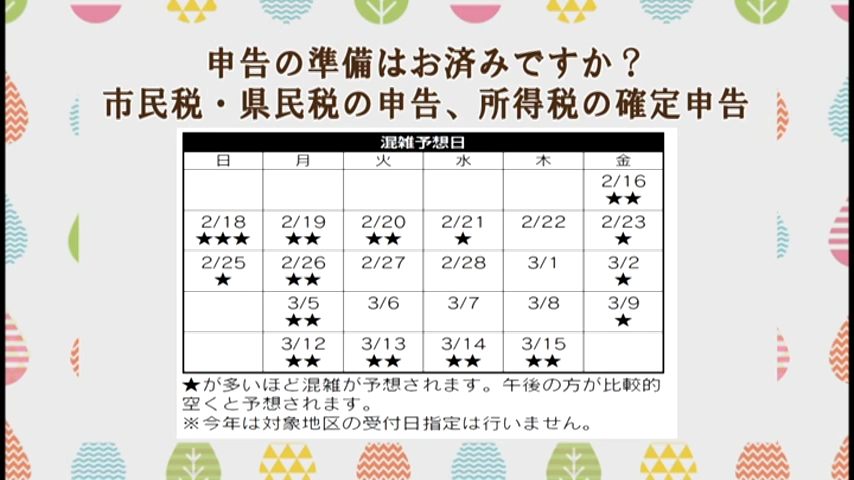 申告の準備はお済みですか？
市民税・県民税の申告、所得税の確定申告
混雑予想日
日 月 火 水 木 金
2/16
★★
2/18 2/19 2/20 2/21 2/22 2/23
★★★ ★★ ★★ ★ ★
2/25 2/26 2/27 2/28 3/1 3/2
★ ★★ ★
3/5 3/6 3/7 3/8 3/9
★★ ★
3/12 3/13 3/14 3/15
★★ ★★ ★★ ★★
★が多いほど混雑が予想されます。午後の方が比較的
空くと予想されます。
※今年は対象地区の受付日指定は行いません。